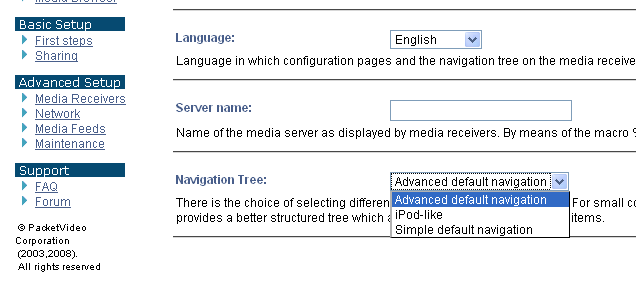 Media Browser
Basic Setup
First steps
Sharing
Advanced Setup
Media Receivers
Network
Media Feeds
Maintenance
Support
FAQ
Forum
© PacketVideo
Corporation
(2003,2008).
All rights reserved
Language:
English
Language in which configuration pages and the navigation tree on the media receive
Server name:
Name of the media server as displayed by media receivers. By means of the macro %
Navigation Tree:
Advanced default navigation
Advanced default navigation
iPod-like
Simple default navigation
There is the choice of selecting differen For small co
provides a better structured tree which items.